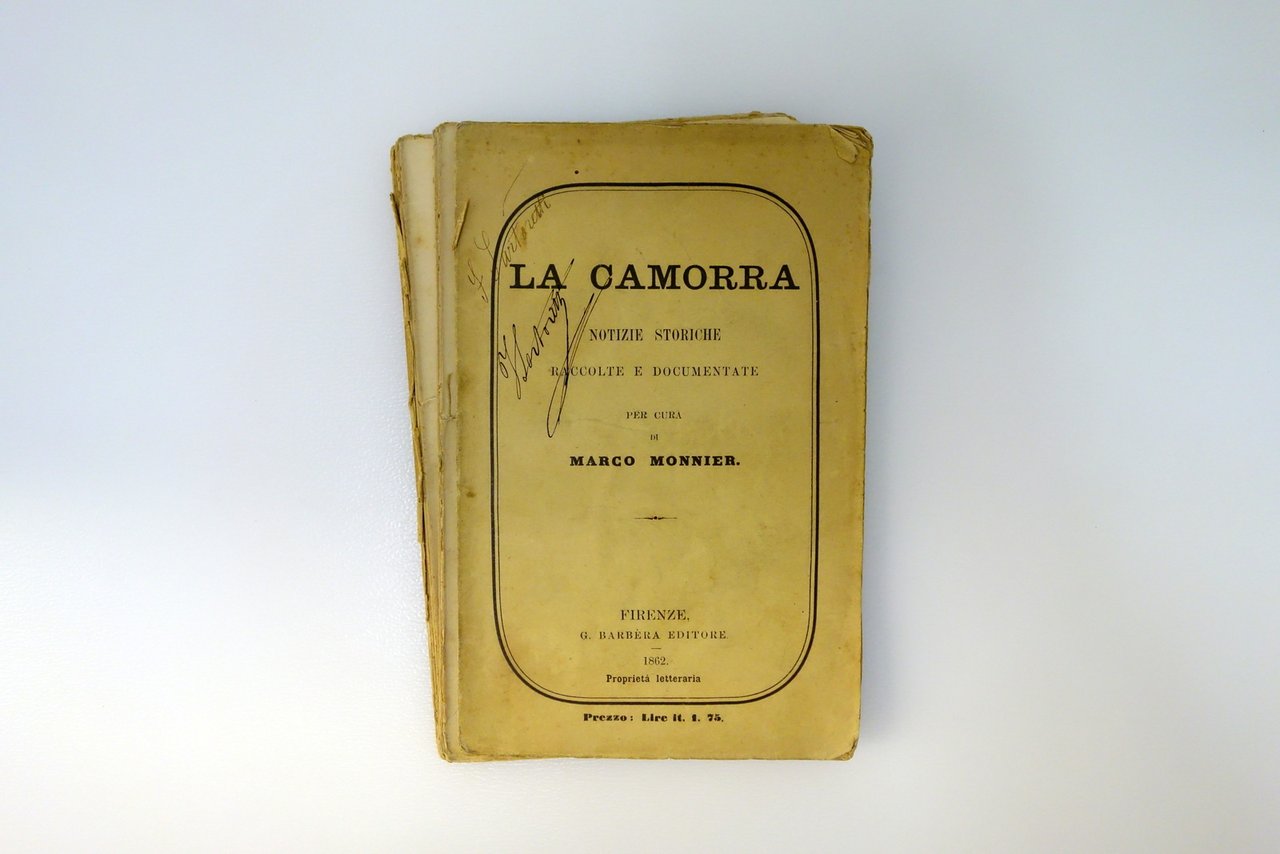 LA CAMORRA
NOTIZIE STORICHE
RACCOLTE E DOCUMENTATE
PER CURA
DI
MARCO MONNIER.
FIRENZE,
G. BARBÈRA EDITORE.
1862.
Proprietá letteraria
Prezzo: Lire it. 1. 75.